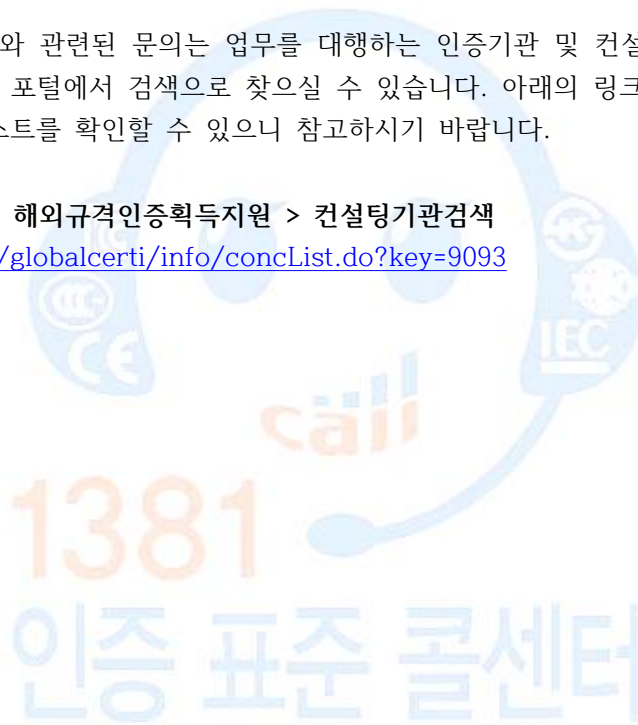 와 관련된 문의는 업무를 대행하는 인증기관 및 컨설
포털에서 검색으로 찾으실 수 있습니다. 아래의 링크
스트를 확인할 수 있으니 참고하시기 바랍니다.
해외규격인증획득지원 > 컨설팅기관검색
/globalcerti/info/concList.do?key=9093
CCC
CE
IEC
call
1381
인증 표준 콜센터